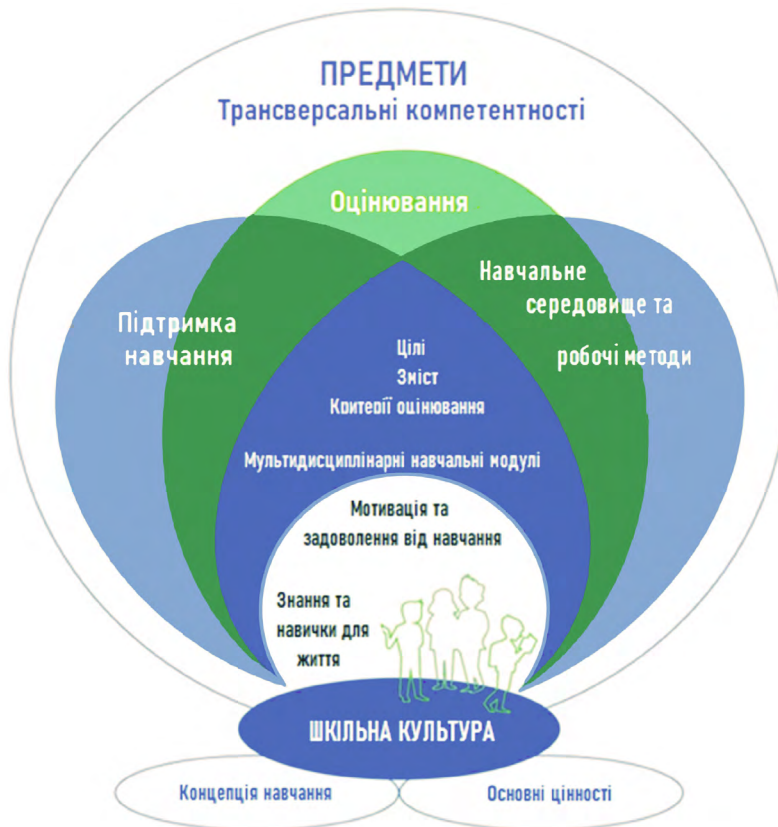 ПРЕДМЕТИ
Трансверсальні компетентності
Оцінювання
Підтримка
навчання
Навчальне
середовище та
робочі методи
Цілі
Зміст
Критерії оцінювання
Мультидисциплінарні навчальні модулі
Мотивація та
задоволення від навчання
Знання та
навички для
життя
ШКІЛЬНА КУЛЬТУРА
Концепція навчання
Основні цінності